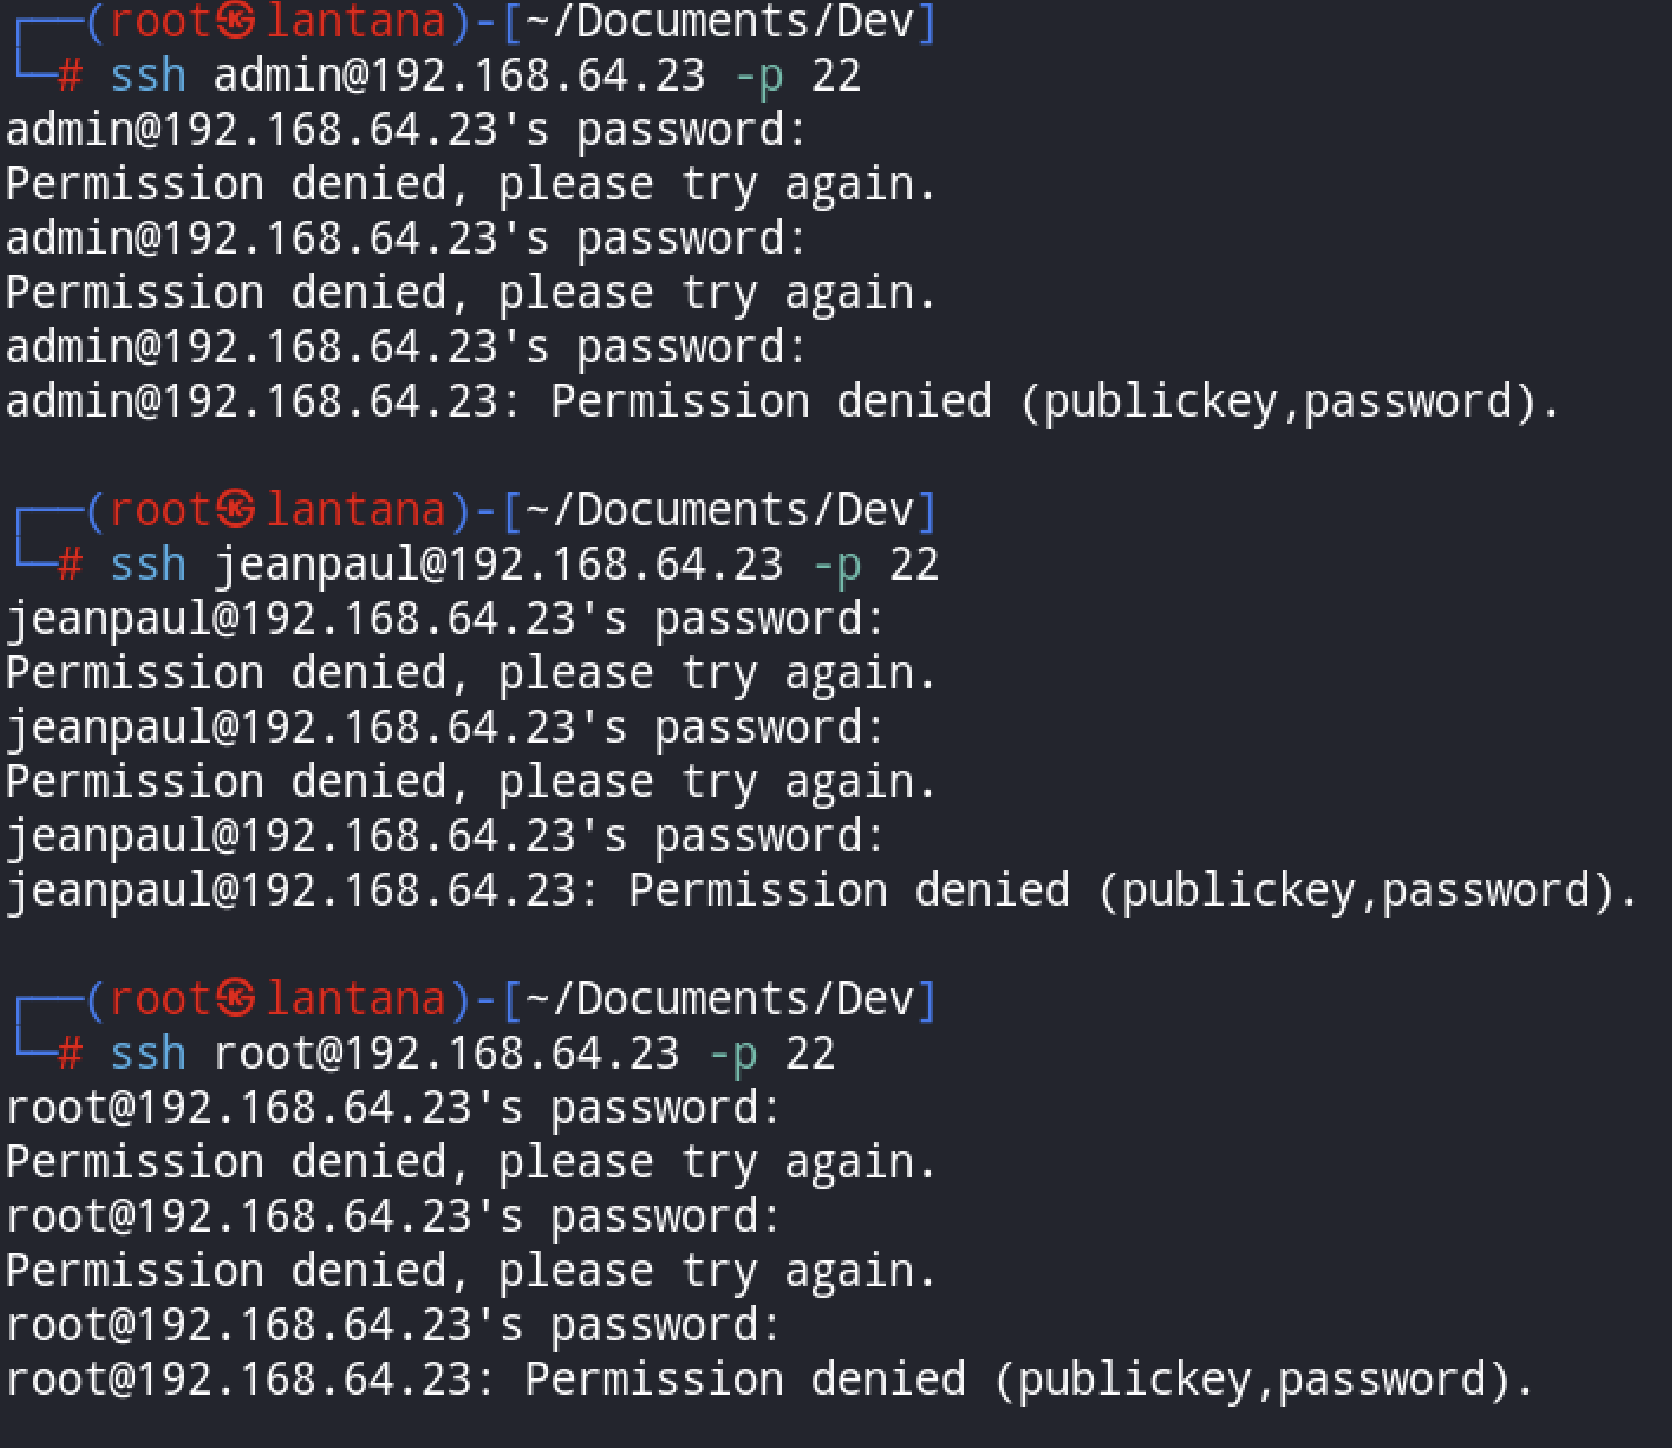 ┌──(root㉿lantana)-[~/Documents/Dev]
└─# ssh admin@192.168.64.23 -p 22
admin@192.168.64.23's password:
Permission denied, please try again.
admin@192.168.64.23's password:
Permission denied, please try again.
admin@192.168.64.23's password:
admin@192.168.64.23: Permission denied (publickey,password).

┌──(root㉿lantana)-[~/Documents/Dev]
└─# ssh jeanpaul@192.168.64.23 -p 22
jeanpaul@192.168.64.23's password:
Permission denied, please try again.
jeanpaul@192.168.64.23's password:
Permission denied, please try again.
jeanpaul@192.168.64.23's password:
jeanpaul@192.168.64.23: Permission denied (publickey,password).

┌──(root㉿lantana)-[~/Documents/Dev]
└─# ssh root@192.168.64.23 -p 22
root@192.168.64.23's password:
Permission denied, please try again.
root@192.168.64.23's password:
Permission denied, please try again.
root@192.168.64.23's password:
root@192.168.64.23: Permission denied (publickey,password).